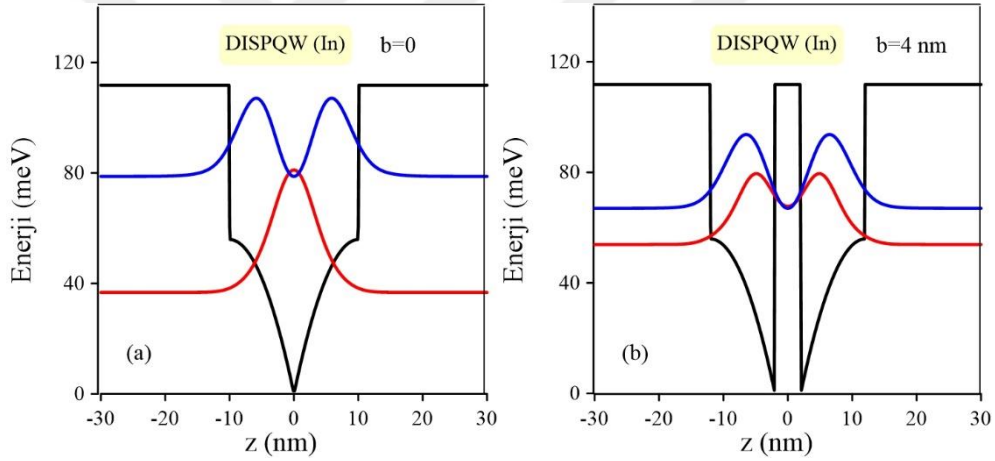 DISPQW (In) b=0
Enerji (meV)
120
80
40
0
(a)
-30 -20 -10 0 10 20 30
z (nm)
DISPQW (In) b=4 nm
Enerji (meV)
120
80
40
0
(b)
-30 -20 -10 0 10 20 30
z (nm)